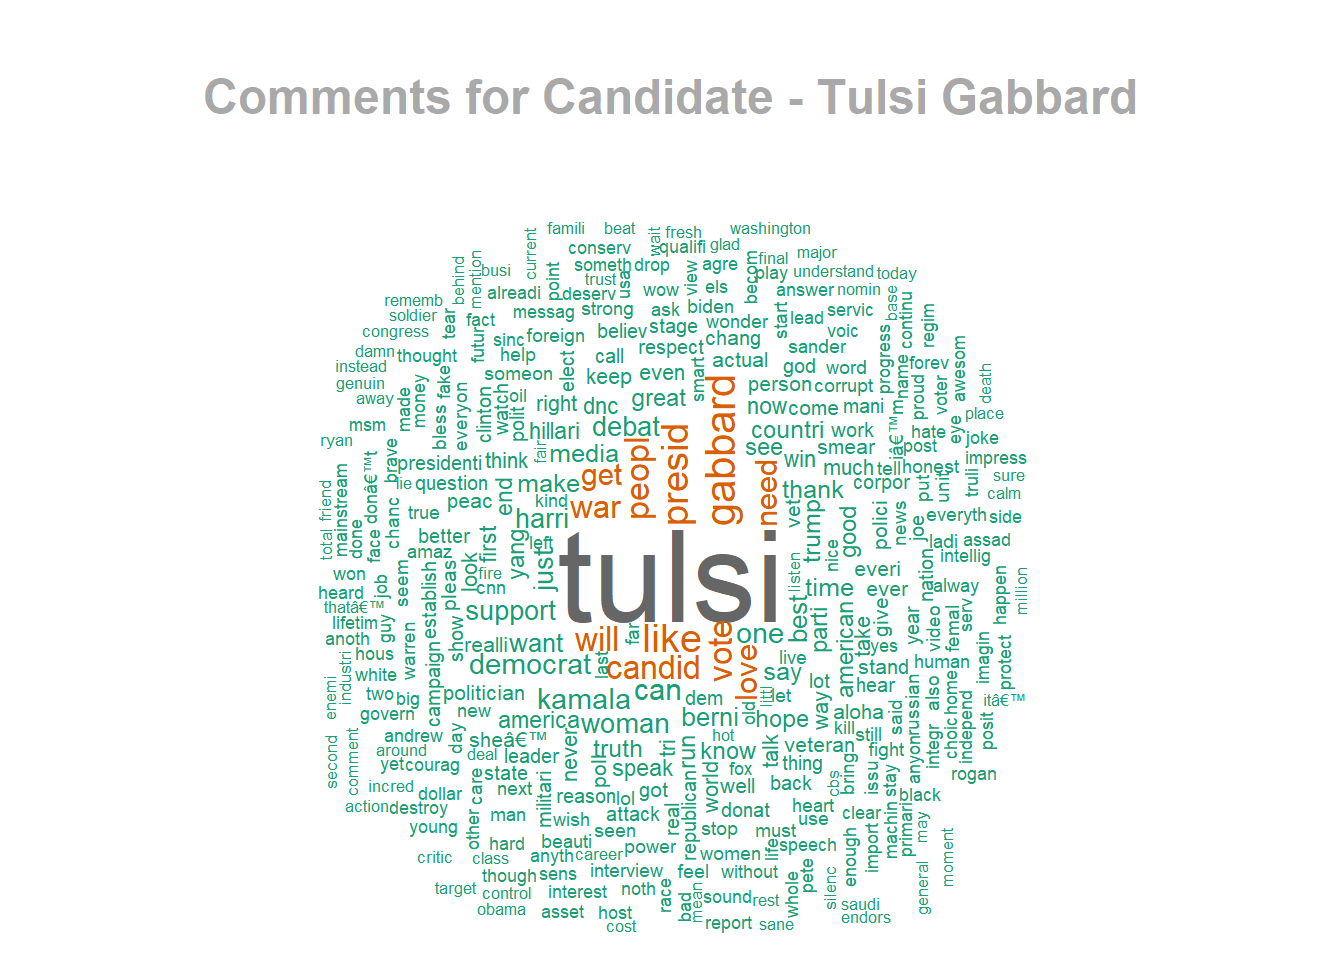 Comments for Candidate - Tulsi Gabbard
famili beat washington
current conserv wait fresh qualifi glad final major
behind mention busi point someth drop usa view agre becom play understand today
rememb alreadi deserv trust wow els answer nomin base
soldier tear fact messag strong ask biden start lead servic continu regim
congress futur sinc foreign believ stage wonder voic
damn thought help call respect chang sander progress name forev awesom
instead fake someon elect keep even smart actual god word proud voter death
genuin money watch oil great person corrupt
away made everyon clinton polit right dnc gabbard now come mani m eye place
msm bless hillari debat presid countri work iâ€™ hate joke
ryan brave fair media peopl see smear post impress
presidenti think get need win much tell honest truli sure
donâ€™t lie question make thank corpor put unit calm
friend mainstream face chanc peac end kind war vet trump good polici news joe everyth side
total done true first harri ladi assad
better yang left just tulsi nice intellig
won amaz look fire listen everi nation happen million
heard job seem pleas cnn time ever alway
thatâ€™™ establish support best parti give year video femal serv
lifetim guy show will like vote one american take
anoth realli want far yes imagin protect
hous warren democrat last candid love live stand human
industri white campaign say hear also home
enemi two big politician kamala can dem old littl let lot russian choic itâ€™™
govern new america woman berni hope way aloha said independ posit
andrew day sheâ€™™ hot kill still anyon integr
second comment around deal leader never truth tri know talk veteran fight
yet courag care state poll speak run fox thing bring issu stay rogan
incred dollar next militari reason lol got republican world well back cbs black
action destroy other man wish attack real donat heart clear machin primari may
young seen stop must use import
hard beauti power women life speech enough moment
critic class anyth career
though sens interview feel without pete general
target control interest noth race mean sound rest whole silenc saudi
obama asset host bad report sane endors
cost